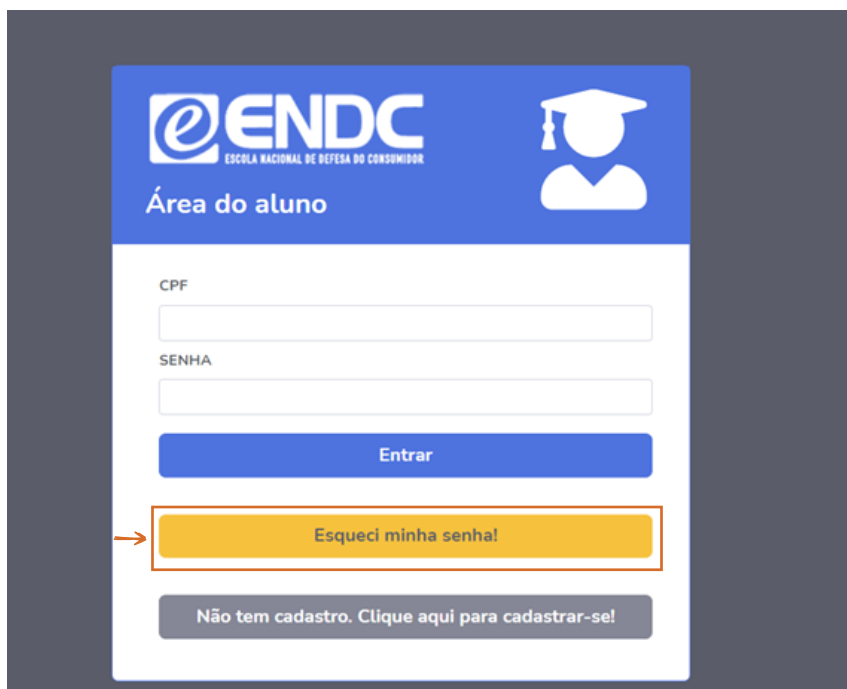 ENDC
ESCOLA NACIONAL DE DEFESA DO CONSUMIDOR
Área do aluno
CPF
SENHA
Entrar
Esqueci minha senha!
Não tem cadastro. Clique aqui para cadastrar-se!